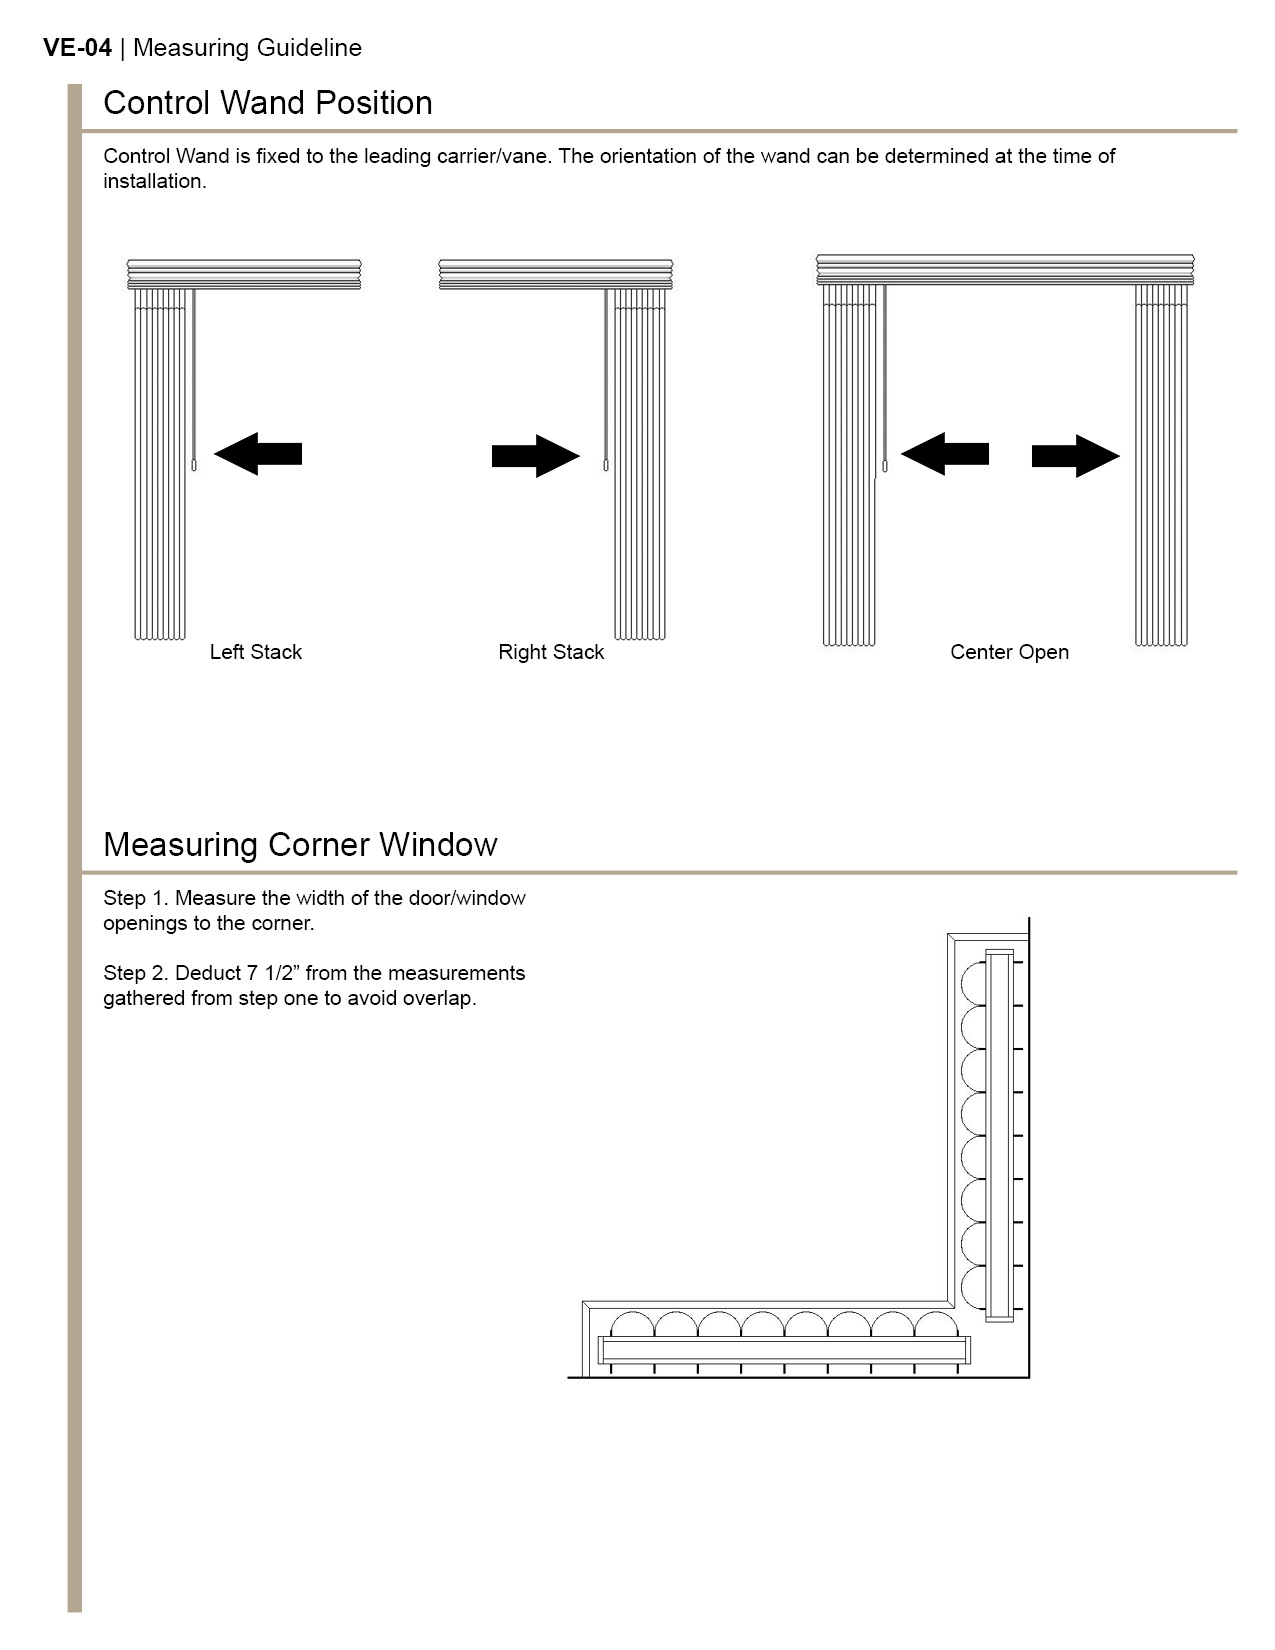 VE-04 | Measuring Guideline
Control Wand Position
Control Wand is fixed to the leading carrier/vane. The orientation of the wand can be determined at the time of
installation.
Left Stack
Right Stack
Center Open
Measuring Corner Window
Step 1. Measure the width of the door/window
openings to the corner.
Step 2. Deduct 7 1/2” from the measurements
gathered from step one to avoid overlap.